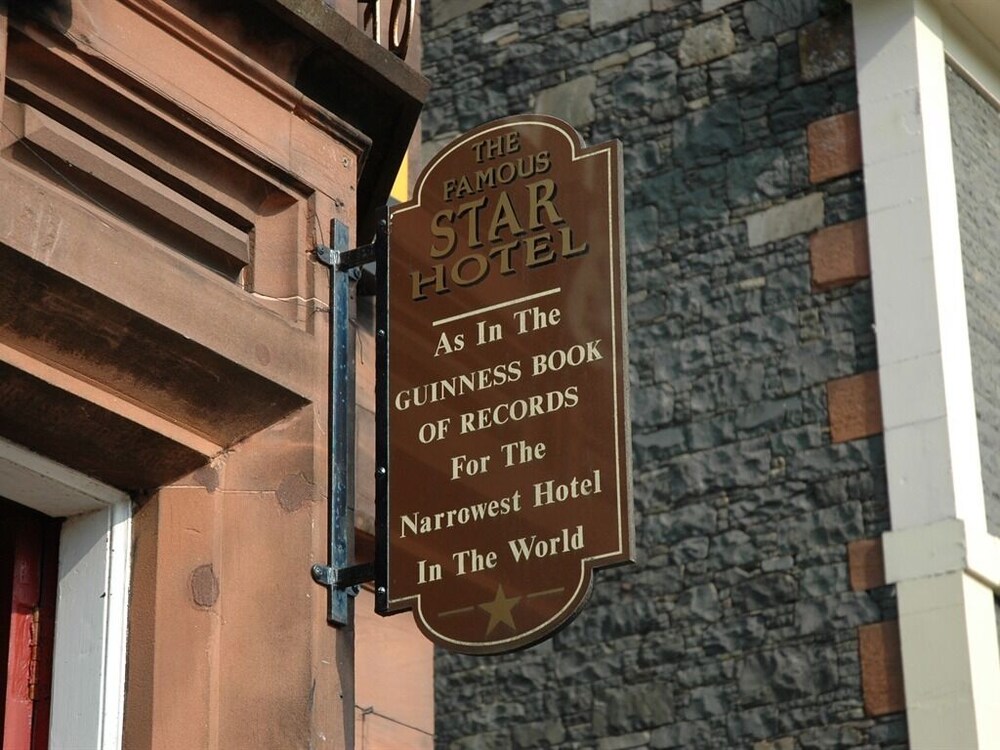 THE
FAMOUS
STAR
HOTEL
As In The
GUINNESS BOOK
OF RECORDS
For The
Narrowest Hotel
In The World